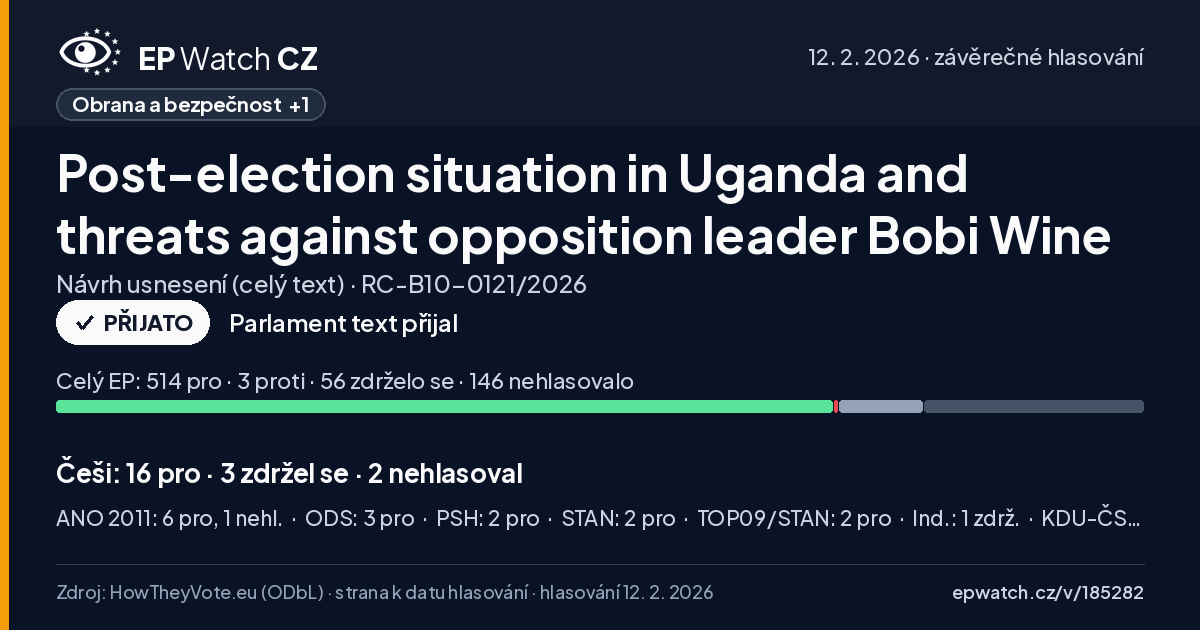 EP Watch CZ
12. 2. 2026 · závěrečné hlasování
Obrana a bezpečnost +1
Post-election situation in Uganda and
threats against opposition leader Bobi Wine
Návrh usnesení (celý text) · RC-B10-0121/2026
✓ PŘIJATO Parlament text přijal
Celý EP: 514 pro · 3 proti · 56 zdrželo se · 146 nehlasovalo
Češi: 16 pro · 3 zdržel se · 2 nehlasoval
ANO 2011: 6 pro, 1 nehl. · ODS: 3 pro · PSH: 2 pro · STAN: 2 pro · TOP09/STAN: 2 pro · Ind.: 1 zdrž. · KDU-ČS…
Zdroj: HowTheyVote.eu (ODbL) · strana k datu hlasování · hlasování 12. 2. 2026
epwatch.cz/v/185282